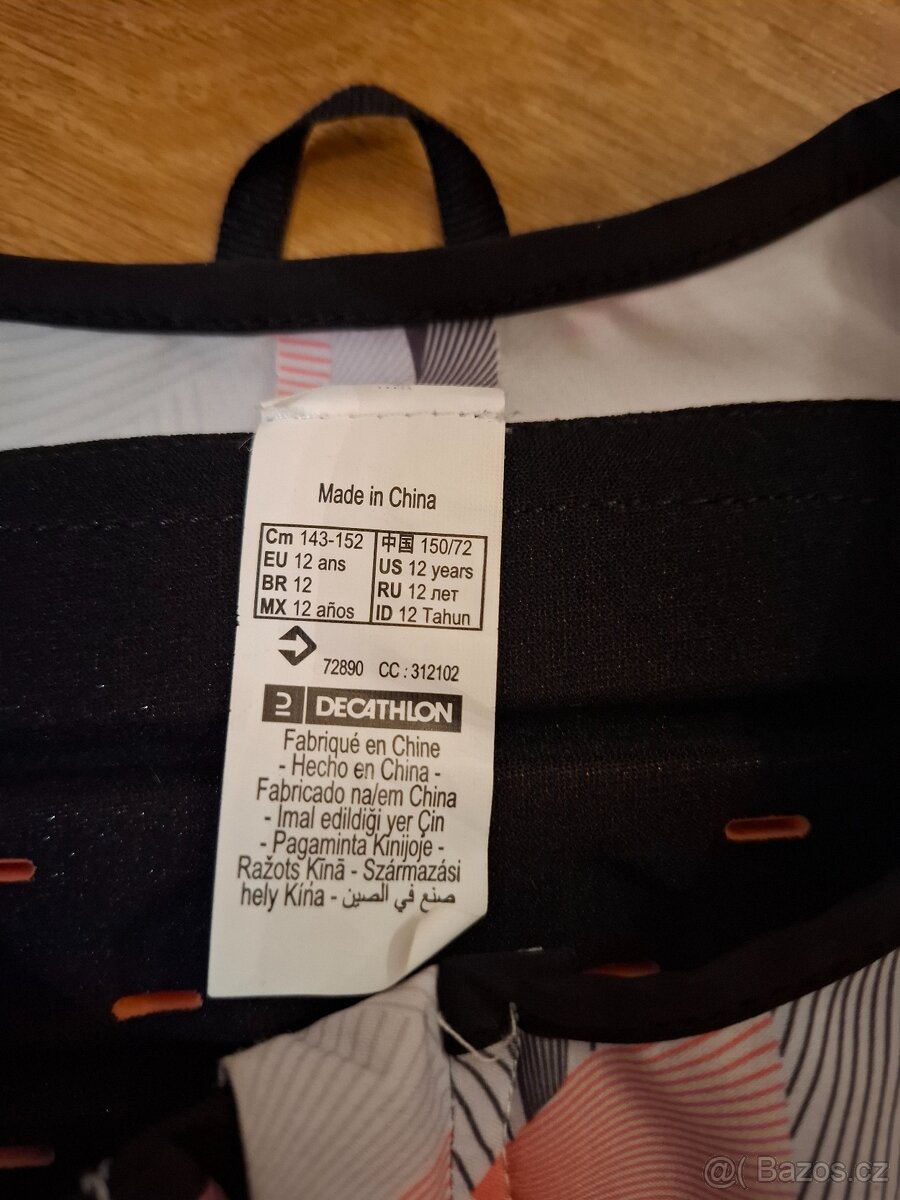 Made in China
Cm 143-152 中国 150/72
EU 12 ans US 12 years
BR 12 RU 12 лет
MX 12 años ID 12 Tahun
72890 CC : 312102
DECATHLON
Fabriqué en Chine
- Hecho en China -
Fabricado na/em China
- Imal edildiği yer Çin
- Pagaminta Kinijoje -
Ražots Kīnā - Származási
hely Kína - صنع في الصين
@( Bazos.cz